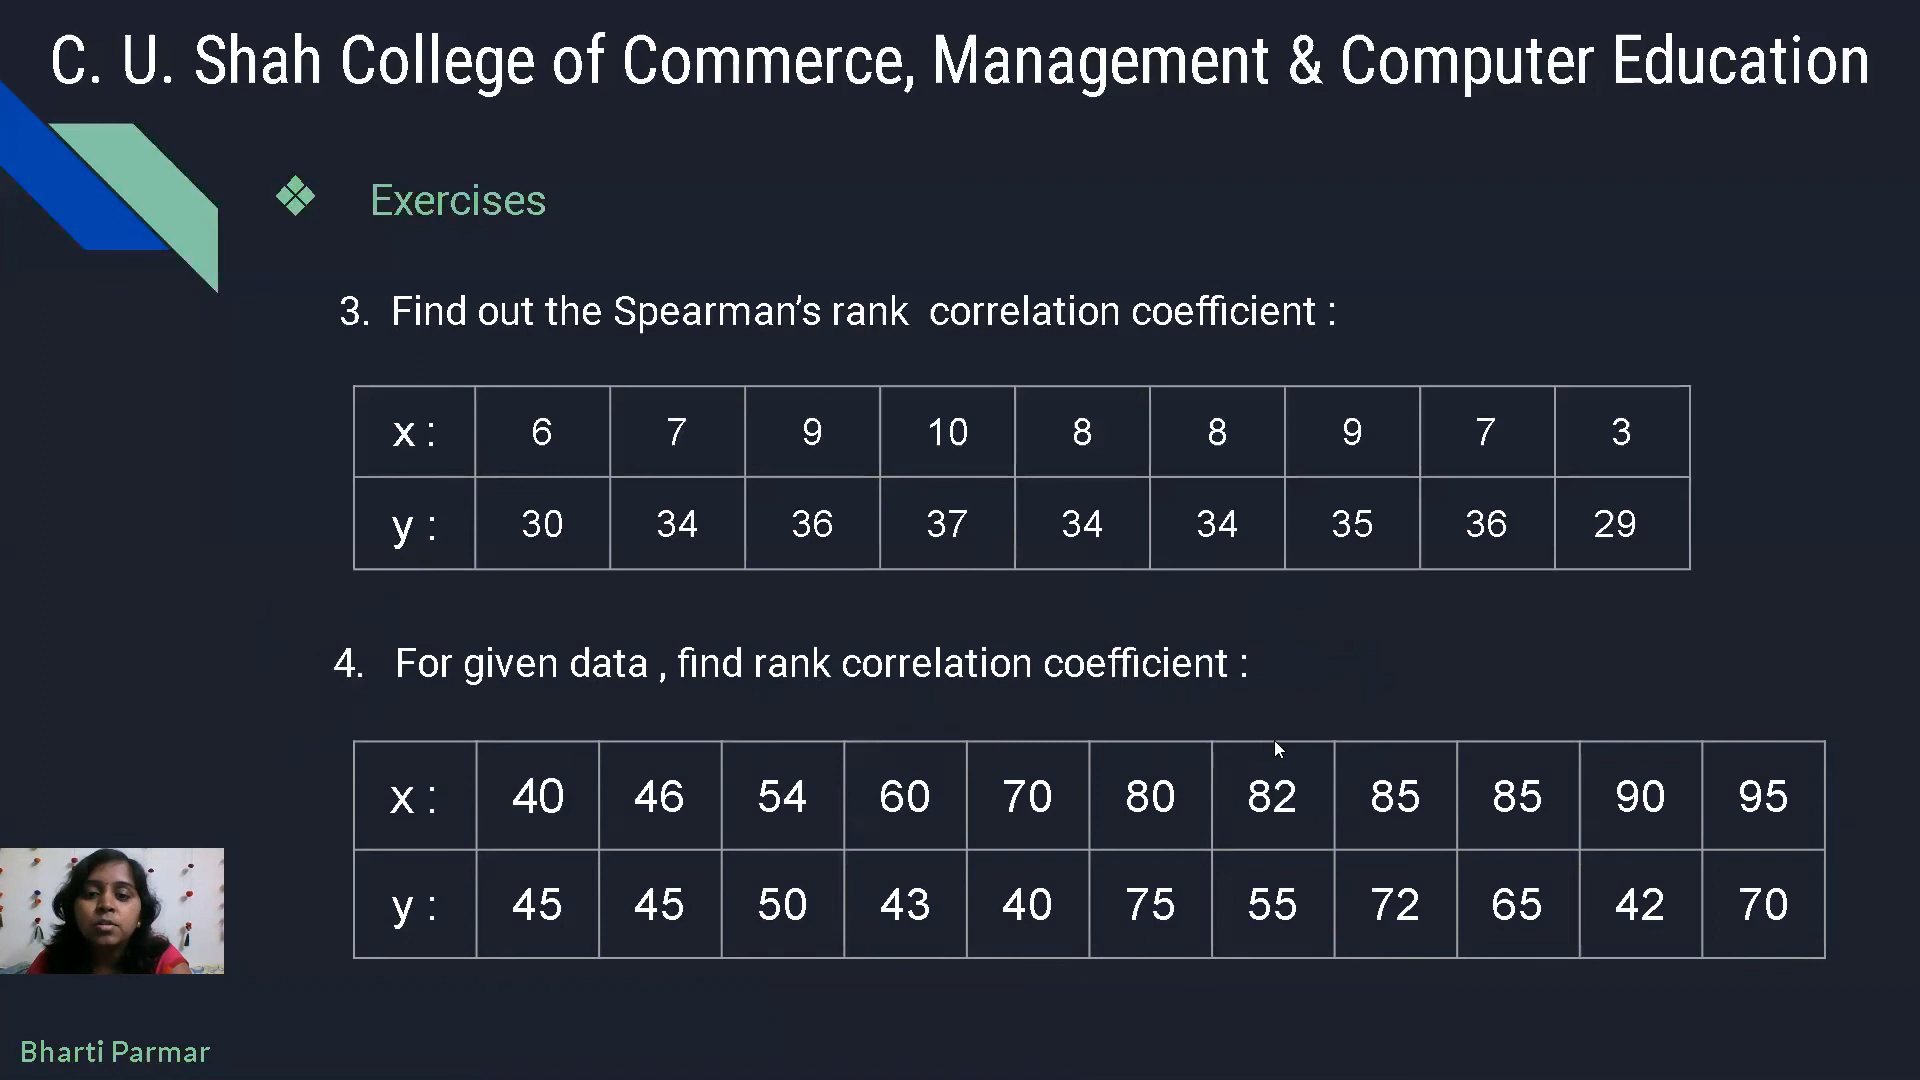 C. U. Shah College of Commerce, Management & Computer Education
❖ Exercises
3. Find out the Spearman’s rank correlation coefficient :
x : 6 7 9 10 8 8 9 7 3
y : 30 34 36 37 34 34 35 36 29
4. For given data , find rank correlation coefficient :
x : 40 46 54 60 70 80 82 85 85 90 95
y : 45 45 50 43 40 75 55 72 65 42 70
Bharti Parmar